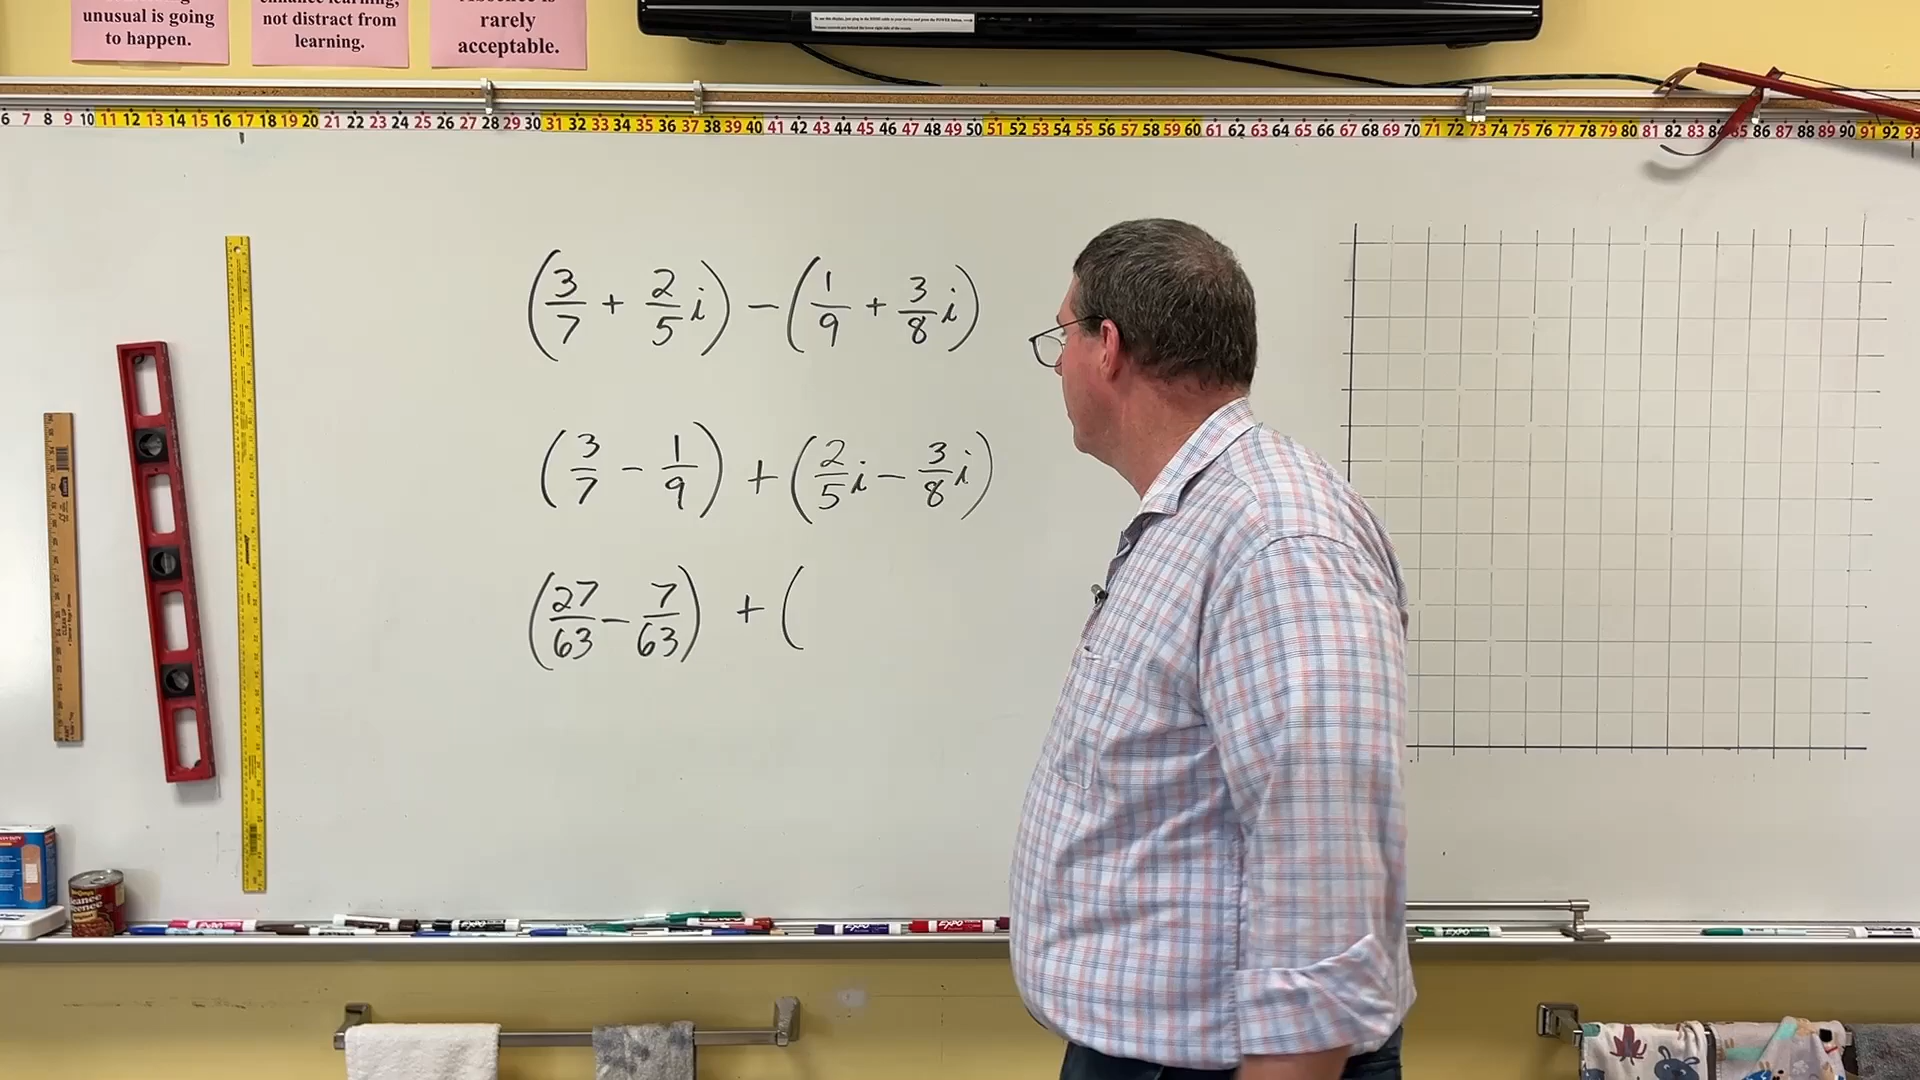 unusual is going
to happen.
not distract from
learning.
rarely
acceptable.
6 7 8 9 10 11 12 13 14 15 16 17 18 19 20 21 22 23 24 25 26 27 28 29 30 31 32 33 34 35 36 37 38 39 40 41 42 43 44 45 46 47 48 49 50 51 52 53 54 55 56 57 58 59 60 61 62 63 64 65 66 67 68 69 70 71 72 73 74 75 76 77 78 79 80 81 82 83 84 85 86 87 88 89 90 91 92 93
(3/7 + 2/5 i) - (1/9 + 3/8 i)
(3/7 - 1/9) + (2/5 i - 3/8 i)
(27/63 - 7/63) + (
EXPO
EXPO
EXPO
EXPO
EXPO